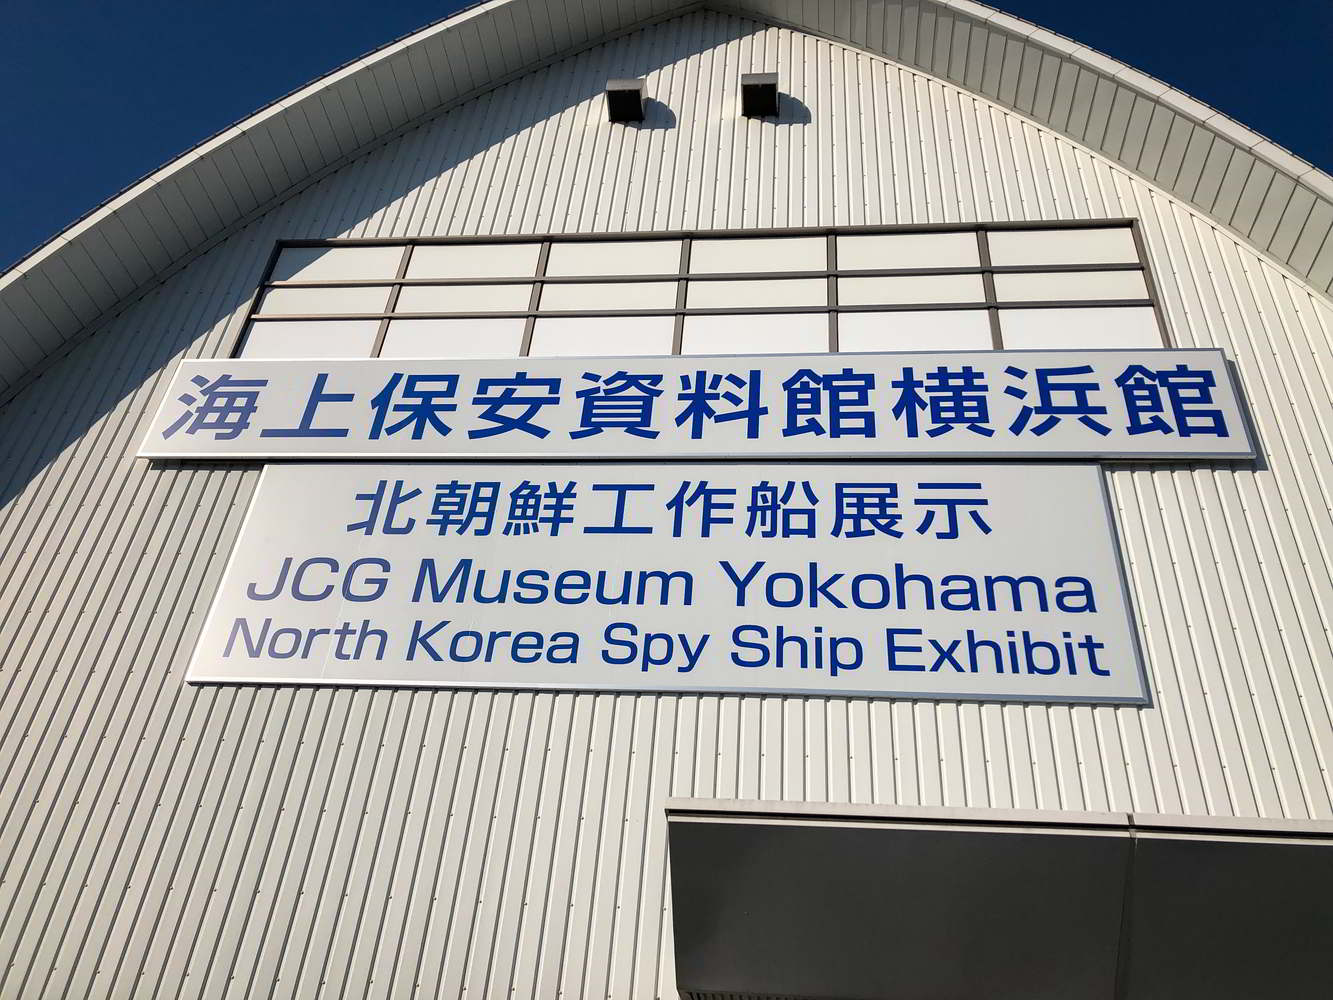 海上保安資料館横浜館
北朝鮮工作船展示
JCG Museum Yokohama
North Korea Spy Ship Exhibit